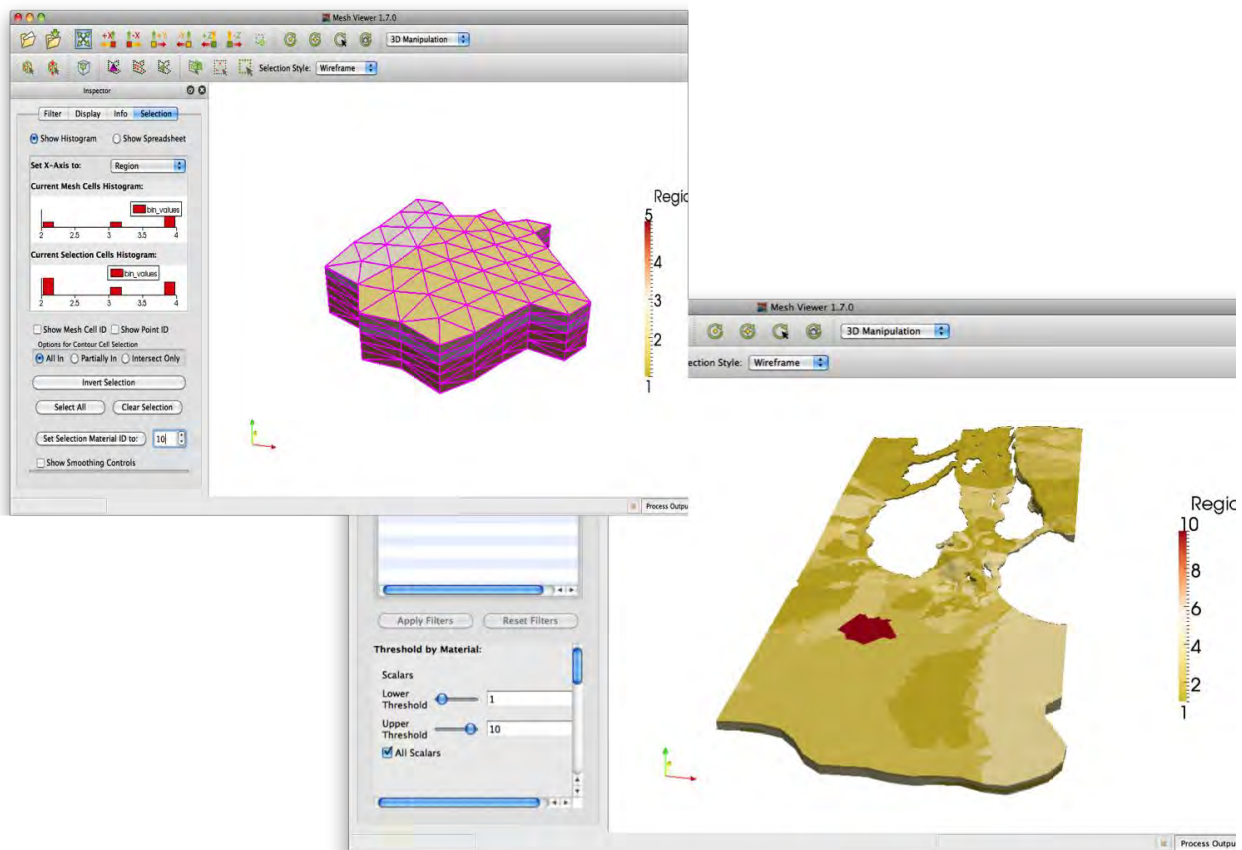 Mesh Viewer 1.7.0
+X -X +Y -Y +Z -Z 3D Manipulation
Selection Style: Wireframe
Inspector
Filter Display Info Selection
Show Histogram Show Spreadsheet
Set X-Axis to: Region
Current Mesh Cells Histogram:
bin_values
2 2.5 3 3.5 4
Current Selection Cells Histogram:
bin_values
2 2.5 3 3.5 4
Show Mesh Cell ID Show Point ID
Options for Contour Cell Selection
All In Partially In Intersect Only
Invert Selection
Select All Clear Selection
Set Selection Material ID to: 10
Show Smoothing Controls
Regio
5
4
3
2
1
Process Outpu
Mesh Viewer 1.7.0
3D Manipulation
ection Style: Wireframe
Apply Filters Reset Filters
Threshold by Material:
Scalars
Lower
Threshold 1
Upper
Threshold 10
All Scalars
Regio
10
8
6
4
2
1
Process Outpu